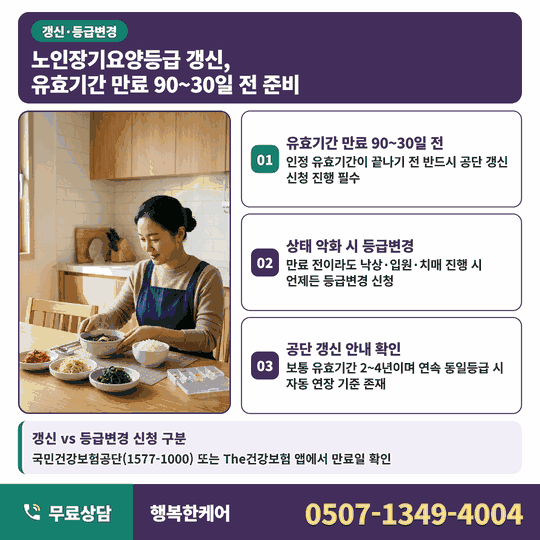 갱신·등급변경
노인장기요양등급 갱신,
유효기간 만료 90~30일 전 준비
01
유효기간 만료 90~30일 전
인정 유효기간이 끝나기 전 반드시 공단 갱신
신청 진행 필수
02
상태 악화 시 등급변경
만료 전이라도 낙상·입원·치매 진행 시
언제든 등급변경 신청
03
공단 갱신 안내 확인
보통 유효기간 2~4년이며 연속 동일등급 시
자동 연장 기준 존재
갱신 vs 등급변경 신청 구분
국민건강보험공단(1577-1000) 또는 The건강보험 앱에서 만료일 확인
무료상담
행복한케어
0507-1349-4004